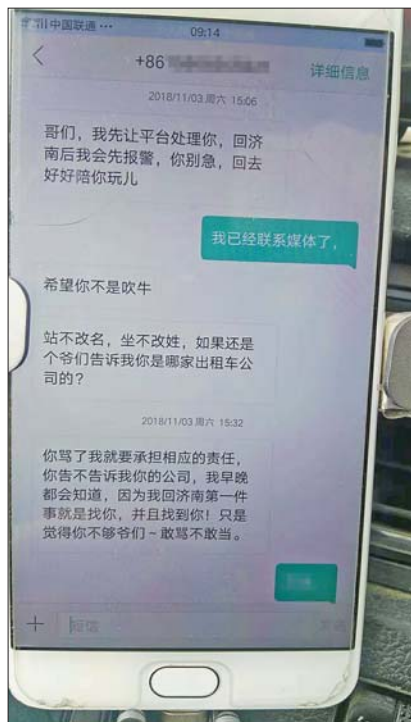 中国联通
09:14
+86
详细信息
2018/11/03 周六 15:06
哥们，我先让平台处理你，回济
南后我会先报警，你别急，回去
好好陪你玩儿
我已经联系媒体了，
希望你不是吹牛
站不改名，坐不改姓，如果还是
个爷们告诉我你是哪家出租车公
司的？
2018/11/03 周六 15:32
你骂了我就要承担相应的责任，
你告不告诉我你的公司，我早晚
都会知道，因为我回济南第一件
事就是找你，并且找到你！只是
觉得你不够爷们～敢骂不敢当。
短信